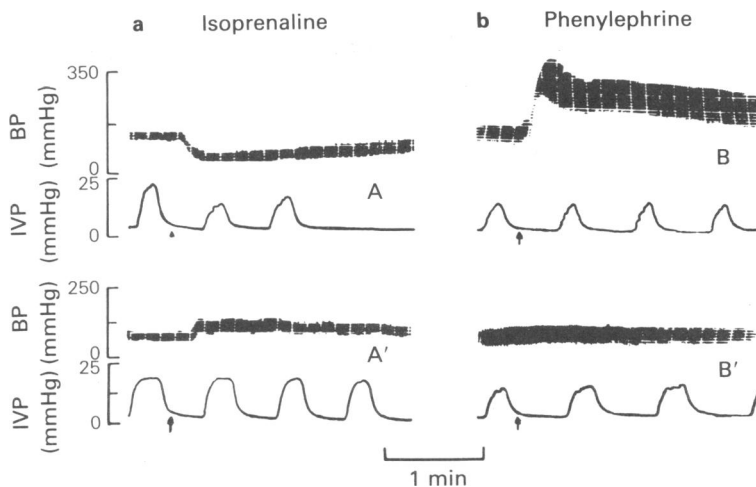 a Isoprenaline
b Phenylephrine
350
BP
(mmHg)
0
A
B
25
IVP
(mmHg)
0
250
BP
(mmHg)
0
A′
B′
25
IVP
(mmHg)
0
1 min